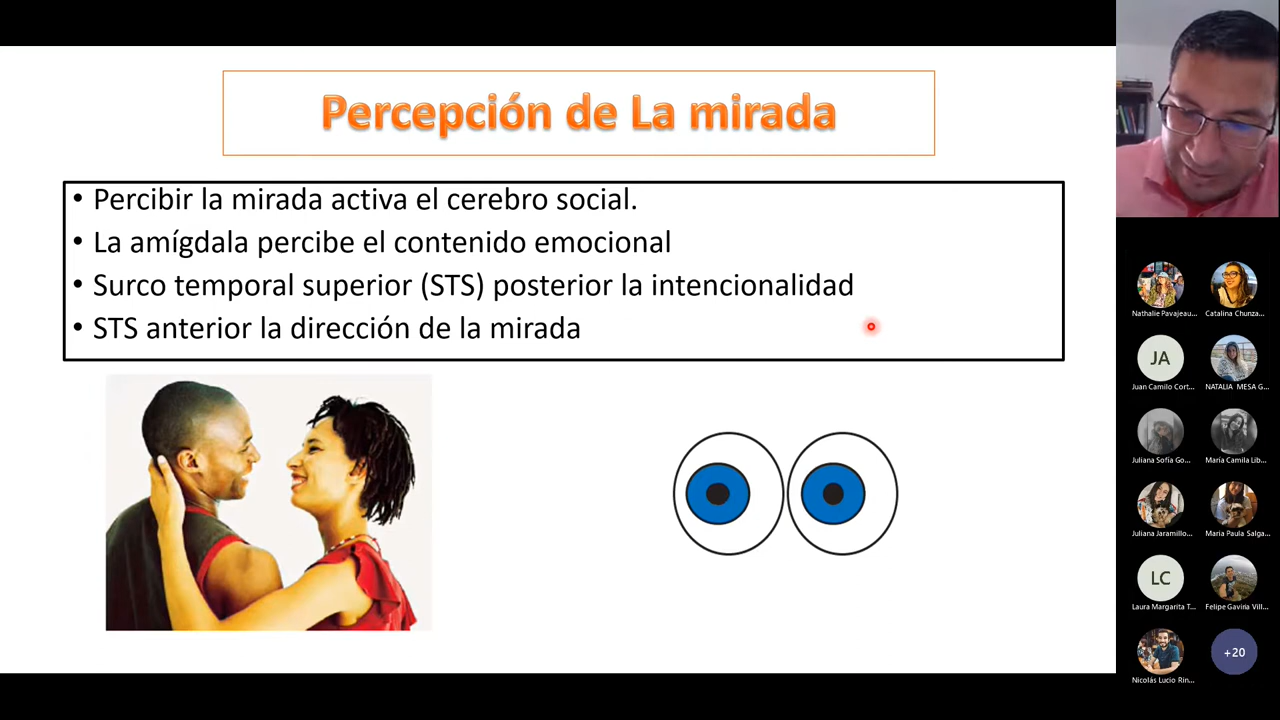 Percepción de La mirada
• Percibir la mirada activa el cerebro social.
• La amígdala percibe el contenido emocional
• Surco temporal superior (STS) posterior la intencionalidad
• STS anterior la dirección de la mirada
Nathalie Pavajeau...
Catalina Chunza...
JA
Juan Camilo Cort...
NATALIA MESA G...
Juliana Sofía Go...
María Camila Lib...
Juliana Jaramillo...
Maria Paula Salga...
LC
Laura Margarita T...
Felipe Gaviria Vill...
Nicolás Lucio Rin...
+20